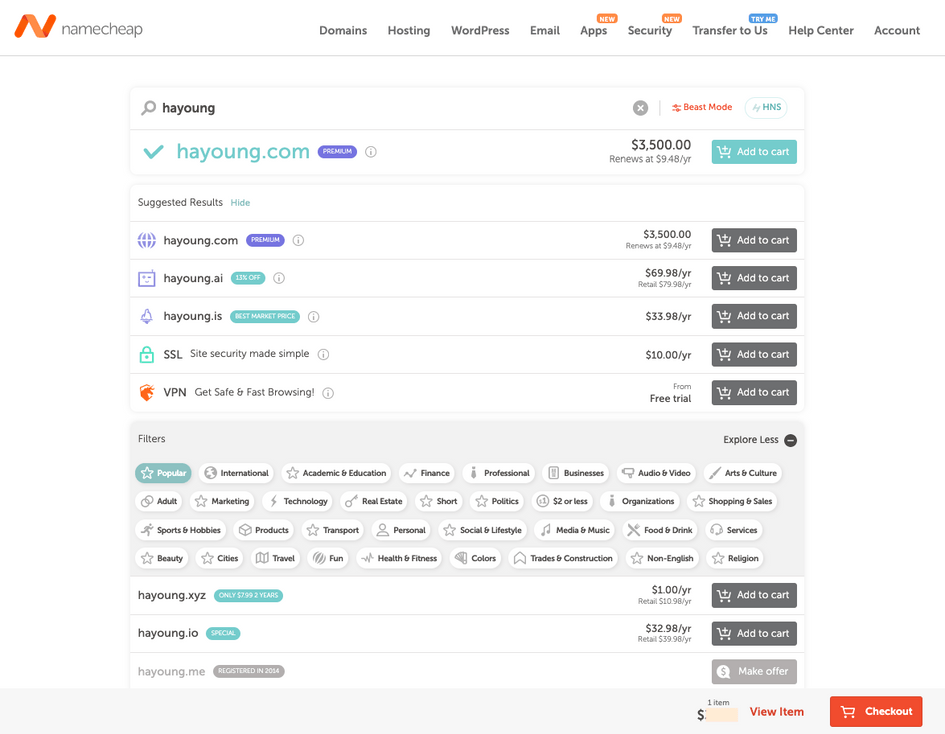 namecheap
Domains Hosting WordPress Email Apps NEW Security NEW Transfer to Us TRY ME Help Center Account
hayoung Beast Mode HNS
hayoung.com PREMIUM $3,500.00 Add to cart
Renews at $9.48/yr
Suggested Results Hide
hayoung.com PREMIUM $3,500.00 Add to cart
Renews at $9.48/yr
hayoung.ai 13% OFF $69.98/yr Add to cart
Retail $79.98/yr
hayoung.is BEST MARKET PRICE $33.98/yr Add to cart
SSL Site security made simple $10.00/yr Add to cart
VPN Get Safe & Fast Browsing! From Add to cart
Free trial
Filters Explore Less
Popular International Academic & Education Finance Professional Businesses Audio & Video Arts & Culture
Adult Marketing Technology Real Estate Short Politics $2 or less Organizations Shopping & Sales
Sports & Hobbies Products Transport Personal Social & Lifestyle Media & Music Food & Drink Services
Beauty Cities Travel Fun Health & Fitness Colors Trades & Construction Non-English Religion
hayoung.xyz ONLY $7.99 2 YEARS $1.00/yr Add to cart
Retail $10.98/yr
hayoung.io SPECIAL $32.98/yr Add to cart
Retail $39.98/yr
hayoung.me REGISTERED IN 2014 Make offer
1 item
$ View Item Checkout